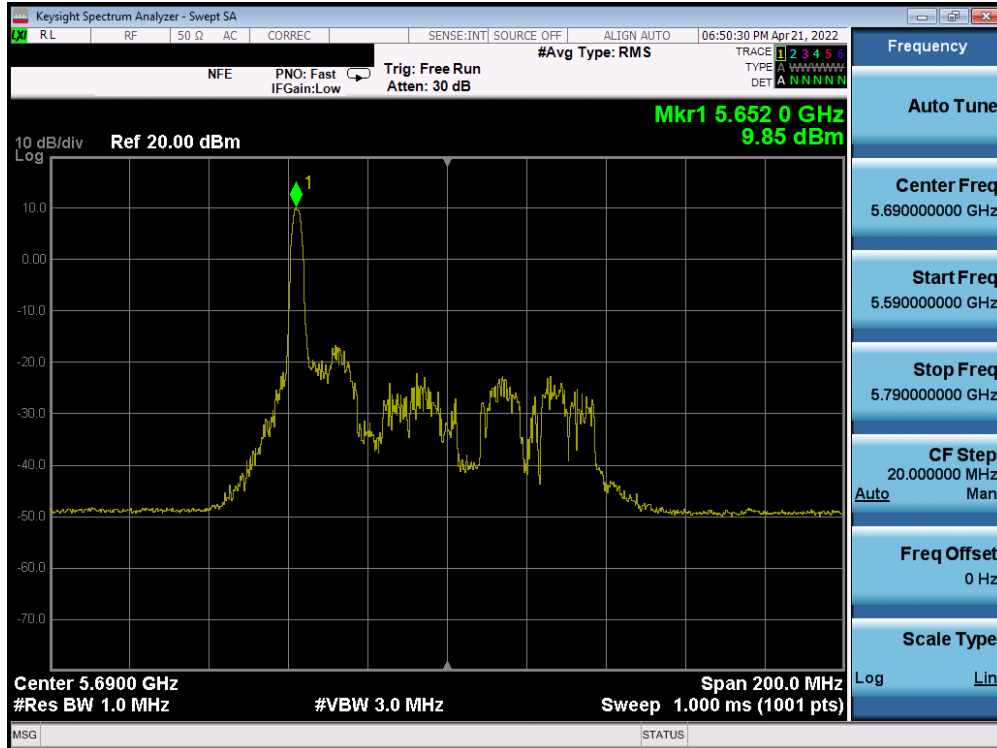 Keysight Spectrum Analyzer - Swept SA
LXI RL RF 50 Ω AC CORREC SENSE:INT SOURCE OFF ALIGN AUTO 06:50:30 PM Apr 21, 2022
#Avg Type: RMS
TRACE 1 2 3 4 5 6
TYPE A WWWWW
DET A N N N N N
NFE
PNO: Fast
IFGain:Low
Trig: Free Run
Atten: 30 dB
Mkr1 5.652 0 GHz
9.85 dBm
10 dB/div
Log
Ref 20.00 dBm
1
10.0
0.00
-10.0
-20.0
-30.0
-40.0
-50.0
-60.0
-70.0
Center 5.6900 GHz
Span 200.0 MHz
#Res BW 1.0 MHz
#VBW 3.0 MHz
Sweep 1.000 ms (1001 pts)
MSG
STATUS
Frequency
Auto Tune
Center Freq
5.690000000 GHz
Start Freq
5.590000000 GHz
Stop Freq
5.790000000 GHz
CF Step
20.000000 MHz
Auto Man
Freq Offset
0 Hz
Scale Type
Log Lin